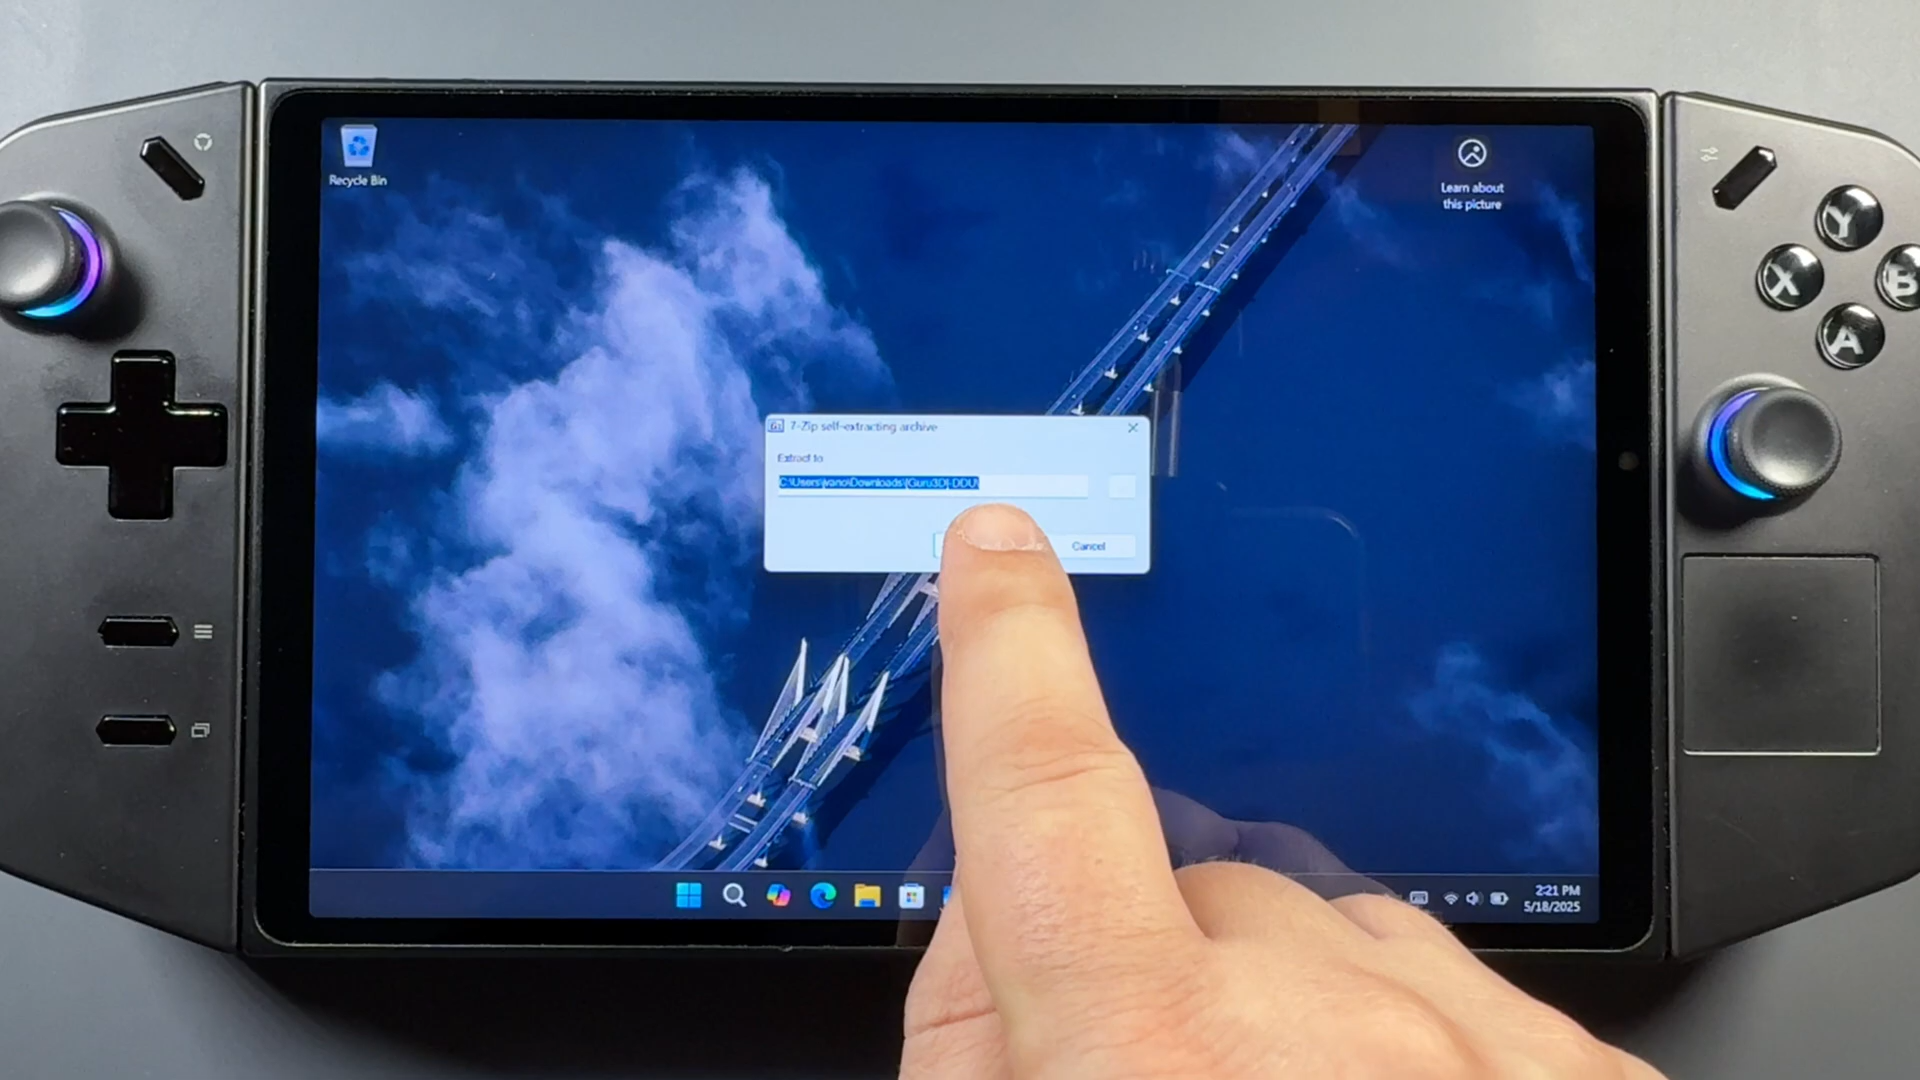 Recycle Bin
Learn about
this picture
Y
X
B
A
7-Zip self-extracting archive
Extract to
C:\Users\jvano\Downloads\[Guru3D]-DDU\
Cancel
2:21 PM
5/18/2025